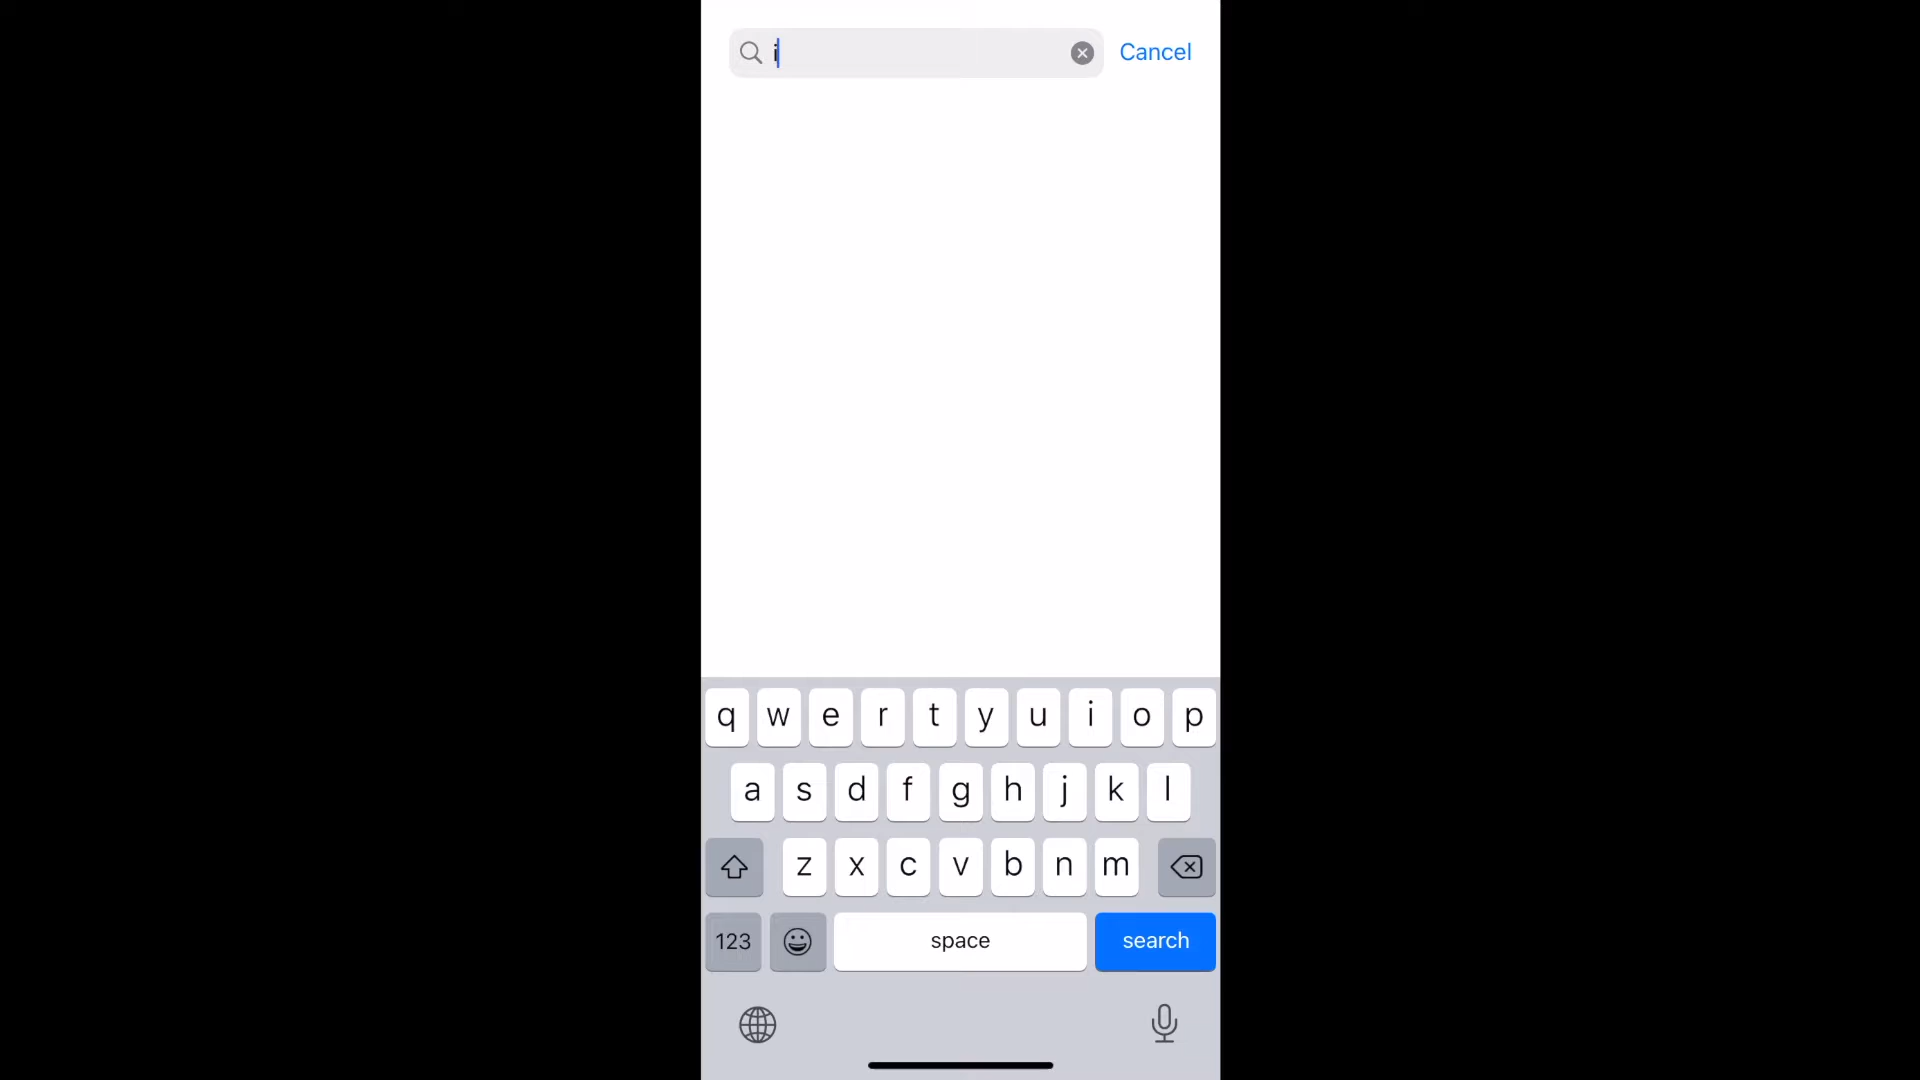 i
Cancel
q w e r t y u i o p
a s d f g h j k l
z x c v b n m
123 space search